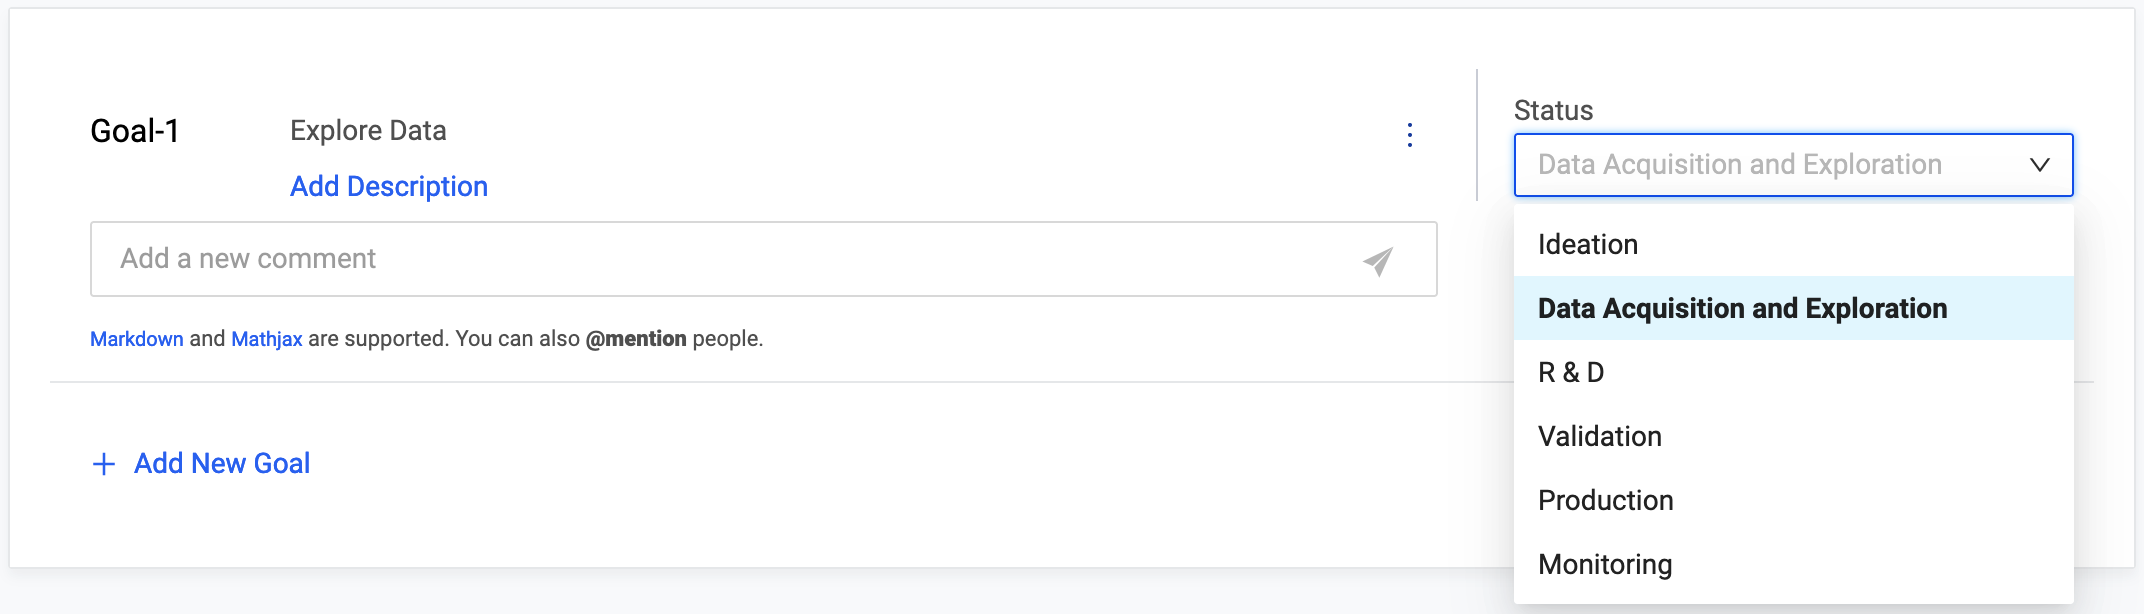 Goal-1
Explore Data
Add Description
Add a new comment
Markdown and Mathjax are supported. You can also @mention people.
Add New Goal
Status
Data Acquisition and Exploration
Ideation
Data Acquisition and Exploration
R & D
Validation
Production
Monitoring